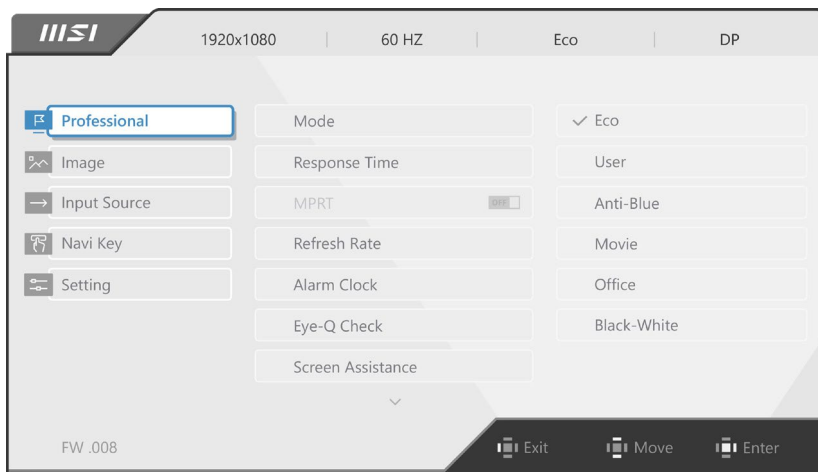 msi
1920x1080 60 HZ Eco DP
Professional
Image
Input Source
Navi Key
Setting
Mode
Response Time
MPRT OFF
Refresh Rate
Alarm Clock
Eye-Q Check
Screen Assistance
Eco
User
Anti-Blue
Movie
Office
Black-White
FW .008
Exit Move Enter